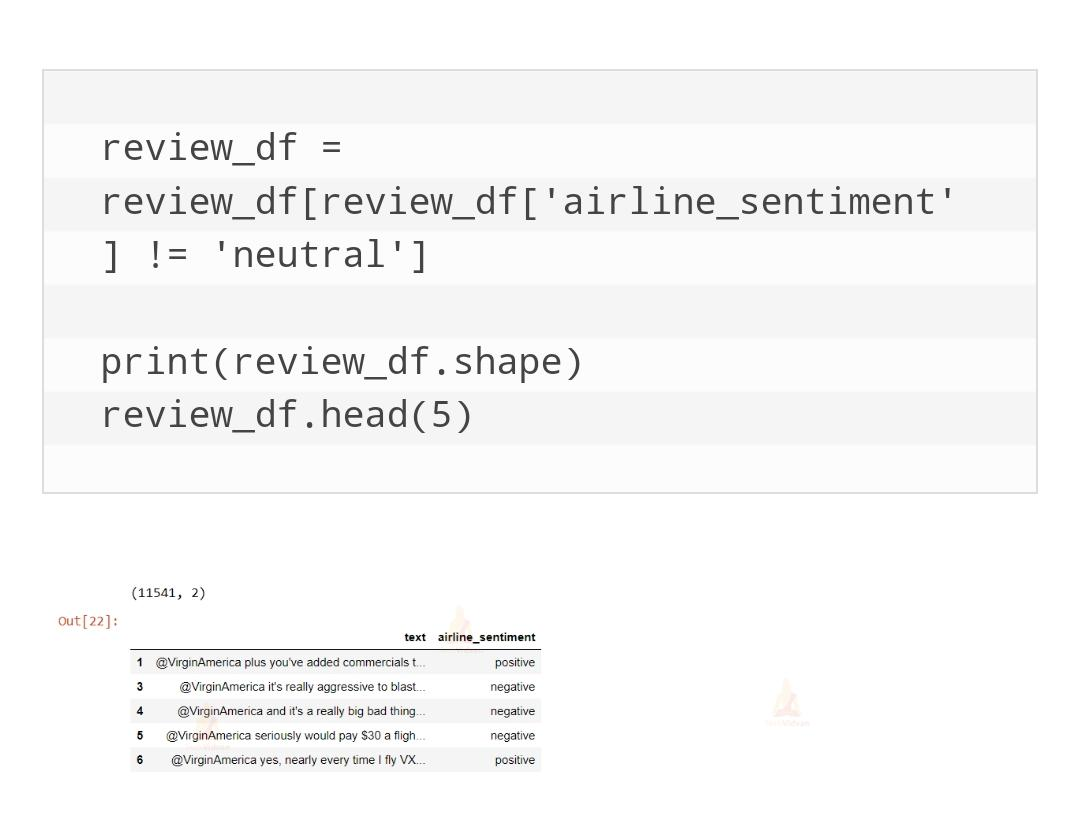 review_df =
review_df[review_df['airline_sentiment'
] != 'neutral']
print(review_df.shape)
review_df.head(5)
(11541, 2)
Out[22]:
text airline_sentiment
1 @VirginAmerica plus you've added commercials t... positive
3 @VirginAmerica it's really aggressive to blast... negative
4 @VirginAmerica and it's a really big bad thing... negative
5 @VirginAmerica seriously would pay $30 a fligh... negative
6 @VirginAmerica yes, nearly every time I fly VX... positive